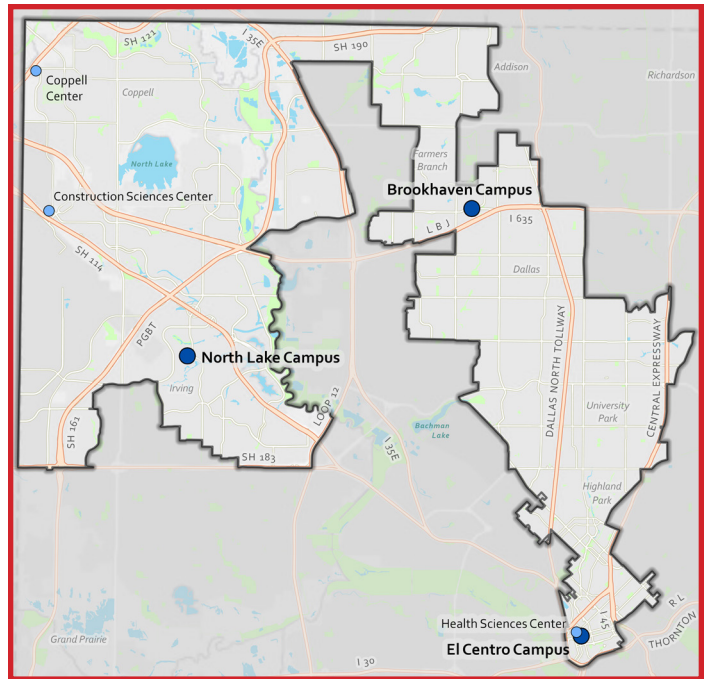 SH 121
I 35E
SH 190
Addison
Richardson
Coppell
Center
Coppell
North Lake
Farmers
Branch
Brookhaven Campus
Construction Sciences Center
LBJ
I 635
SH 114
Dallas
PGBT
North Lake Campus
DALLAS NORTH TOLLWAY
CENTRAL EXPRESSWAY
Irving
LOOP 12
University
Park
Bachman
Lake
SH 161
I 35E
SH 183
Highland
Park
Health Sciences Center
I 45
R L
THORNTON
Grand Prairie
El Centro Campus
I 30